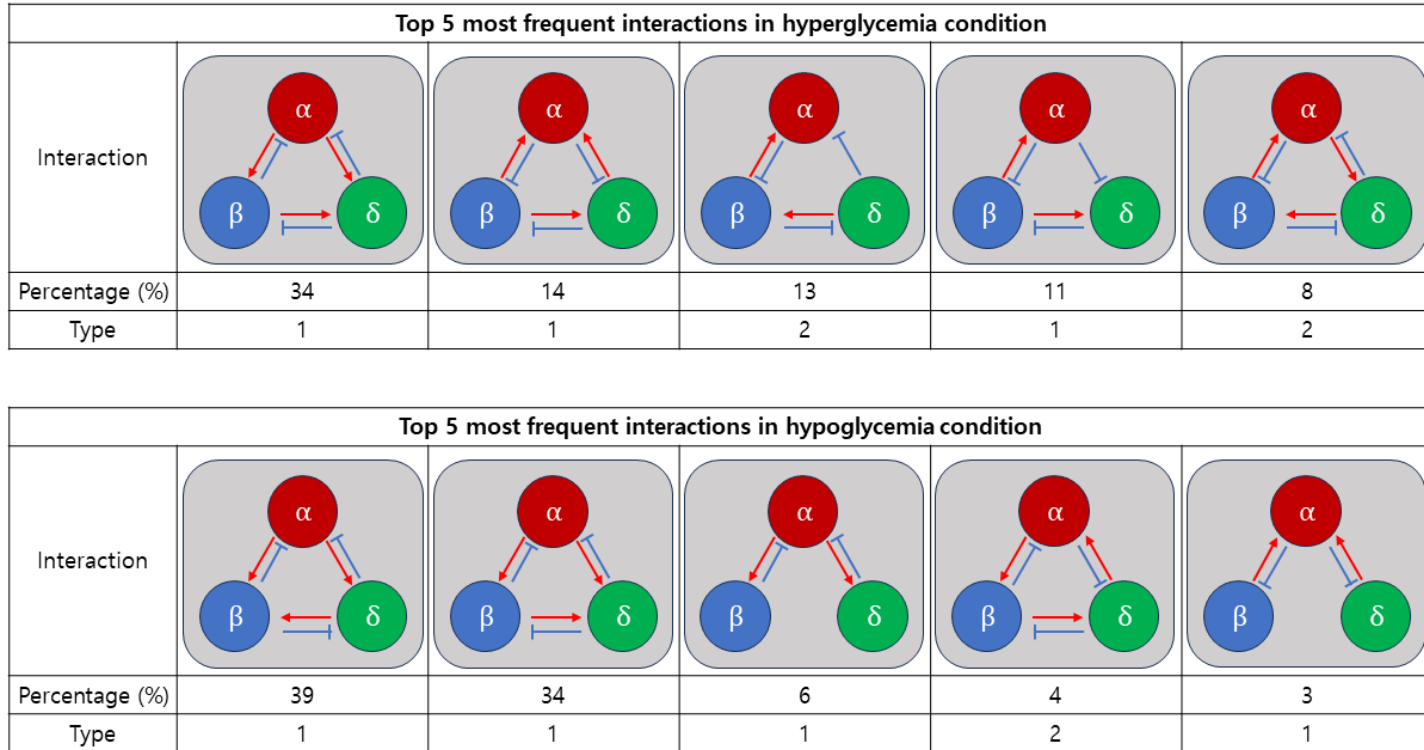 Top 5 most frequent interactions in hyperglycemia condition
Interaction
α α α α α
β δ β δ β δ β δ β δ
Percentage (%) 34 14 13 11 8
Type 1 1 2 1 2
Top 5 most frequent interactions in hypoglycemia condition
Interaction
α α α α α
β δ β δ β δ β δ β δ
Percentage (%) 39 34 6 4 3
Type 1 1 1 2 1